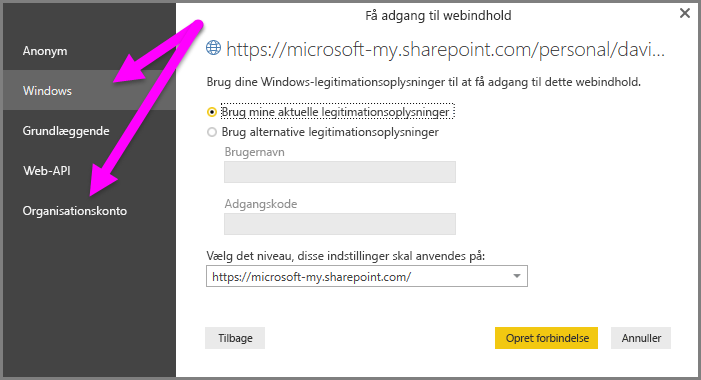 Få adgang til webindhold
Anonym
Windows
Grundlæggende
Web-API
Organisationskonto
https://microsoft-my.sharepoint.com/personal/davi...
Brug dine Windows-legitimationsoplysninger til at få adgang til dette webindhold.
Brug mine aktuelle legitimationsoplysninger
Brug alternative legitimationsoplysninger
Brugernavn
Adgangskode
Vælg det niveau, disse indstillinger skal anvendes på:
https://microsoft-my.sharepoint.com/
Tilbage
Opret forbindelse
Annuller